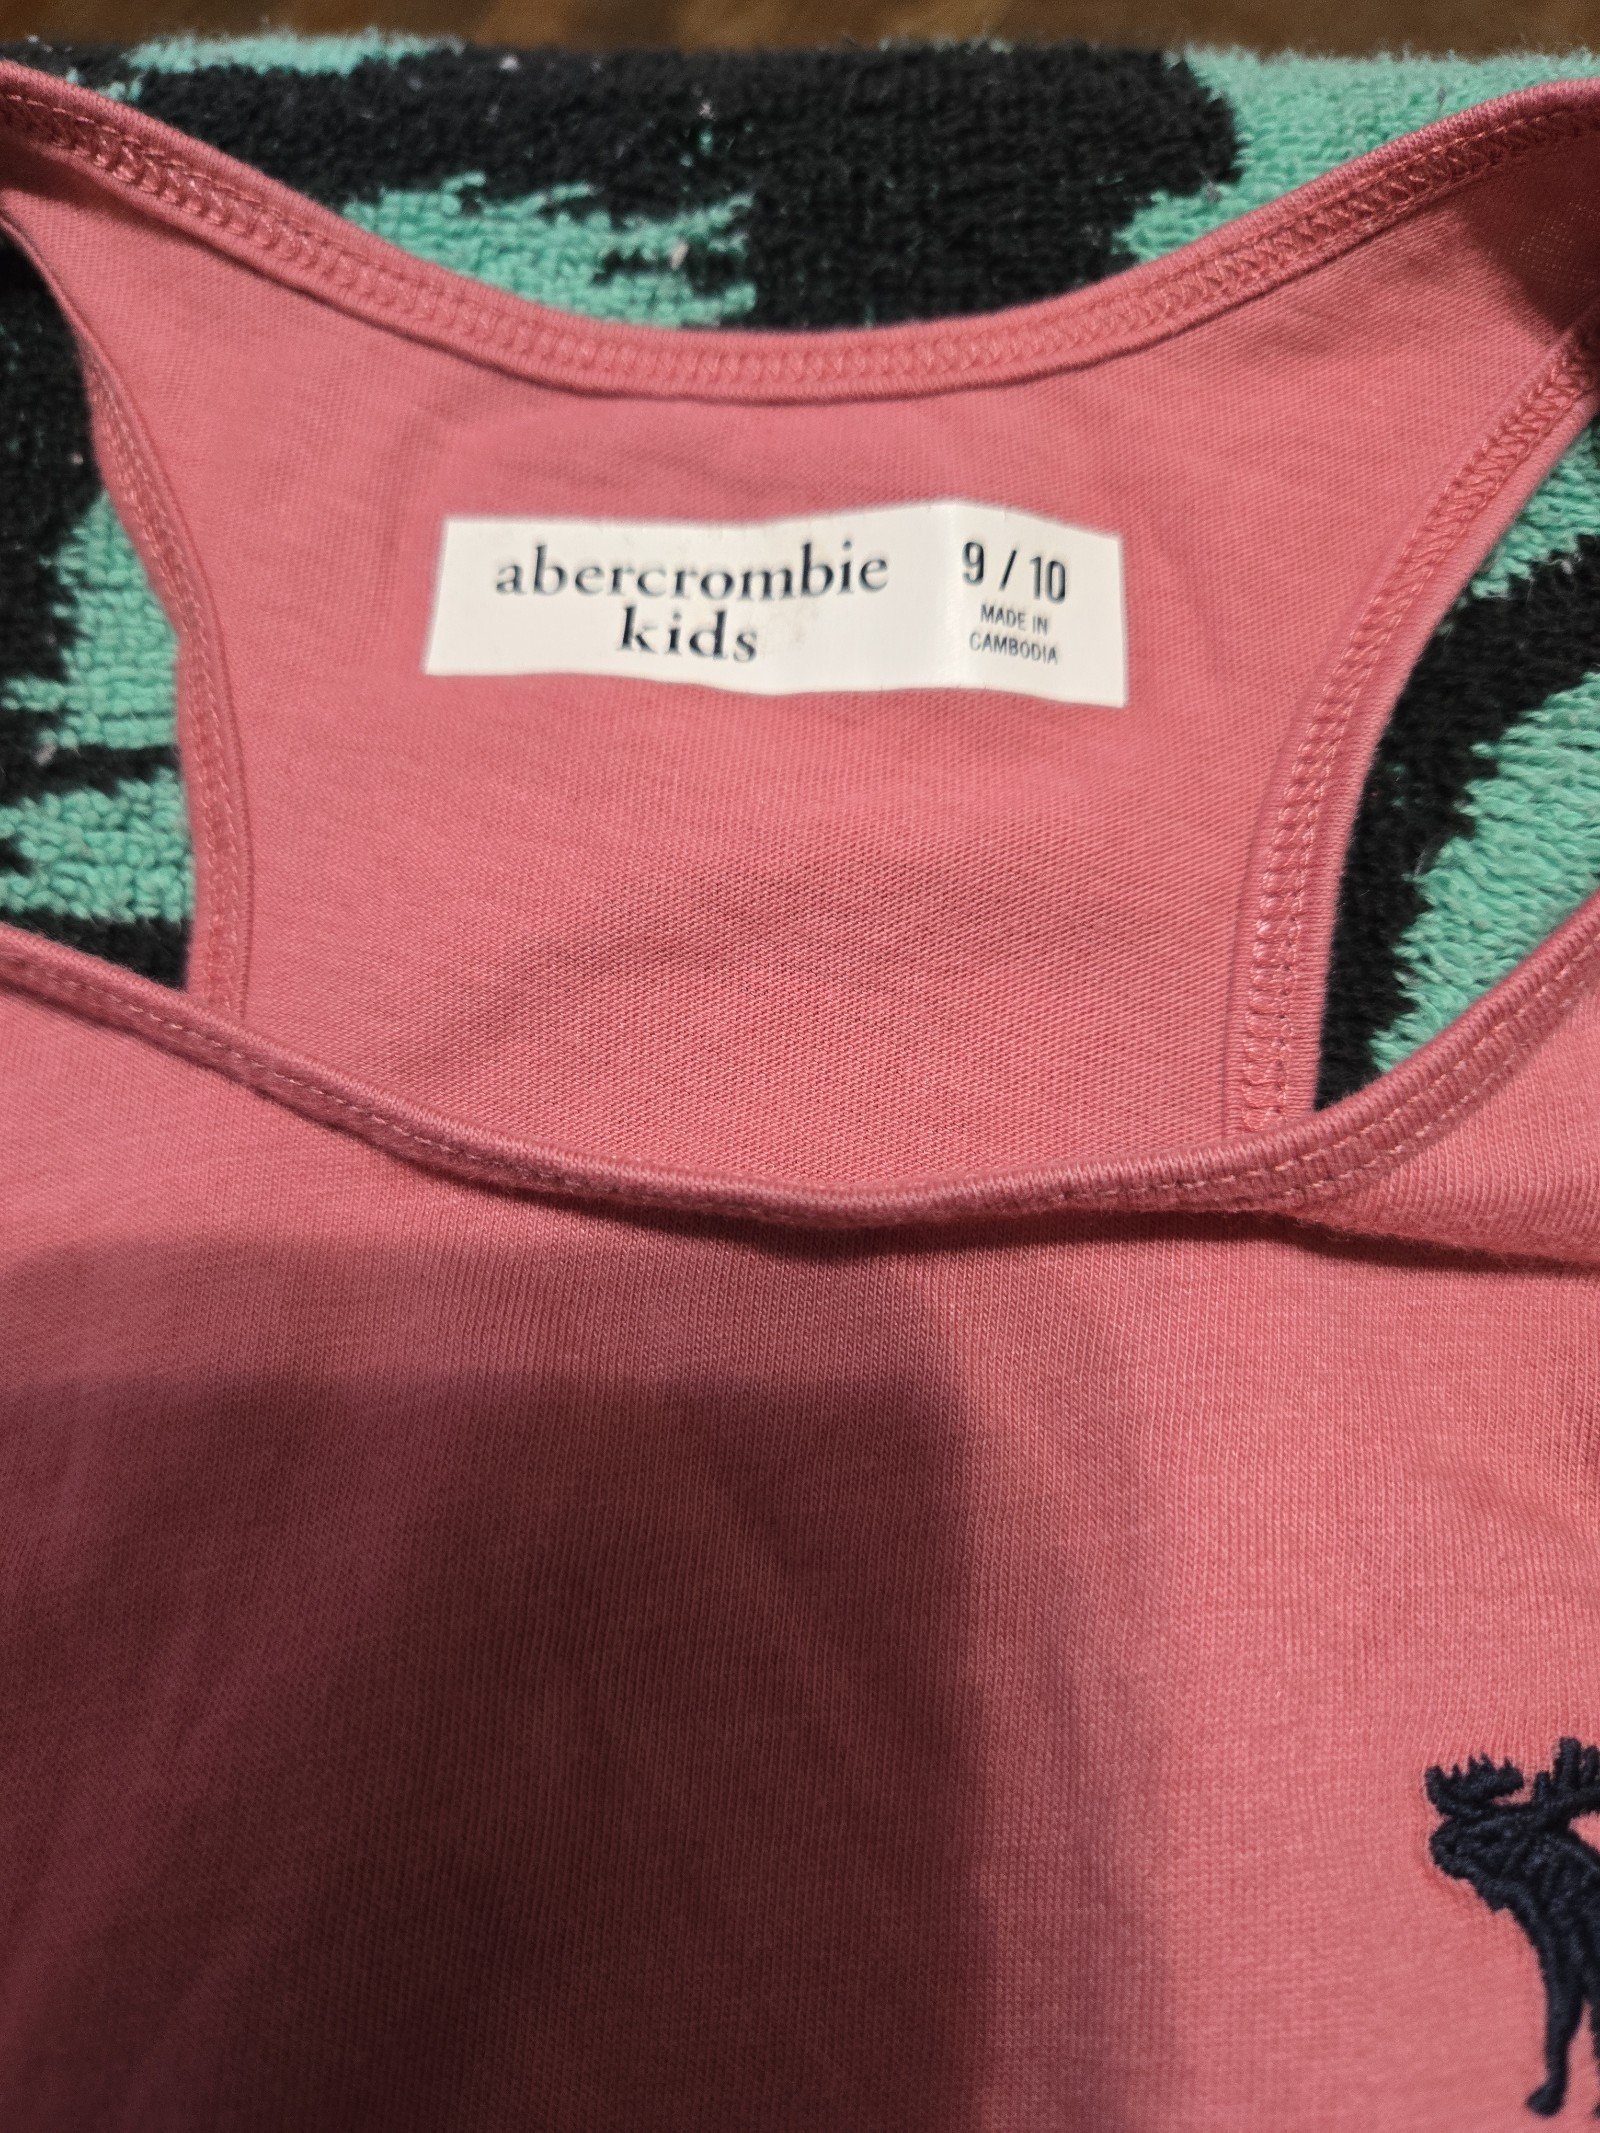 abercrombie
kids
9 / 10
MADE IN
CAMBODIA